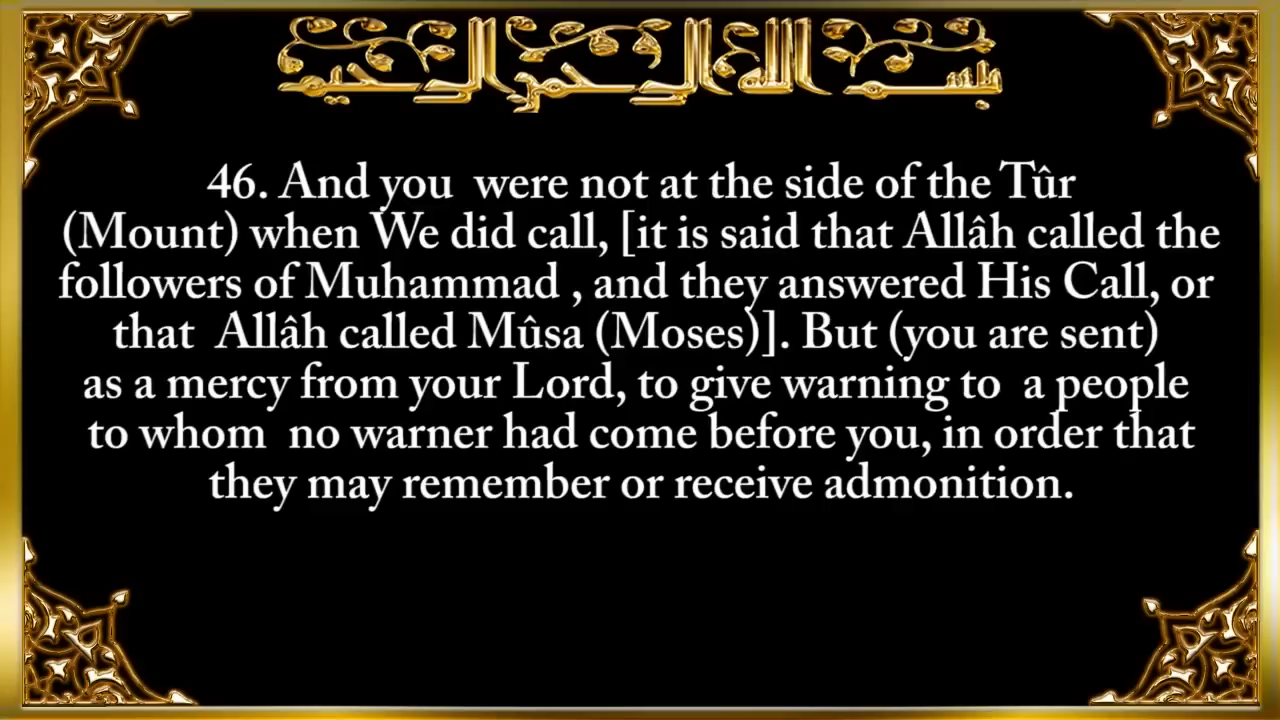 بسم الله الرحمن الرحيم
46. And you were not at the side of the Tûr
(Mount) when We did call, [it is said that Allâh called the
followers of Muhammad , and they answered His Call, or
that Allâh called Mûsa (Moses)]. But (you are sent)
as a mercy from your Lord, to give warning to a people
to whom no warner had come before you, in order that
they may remember or receive admonition.